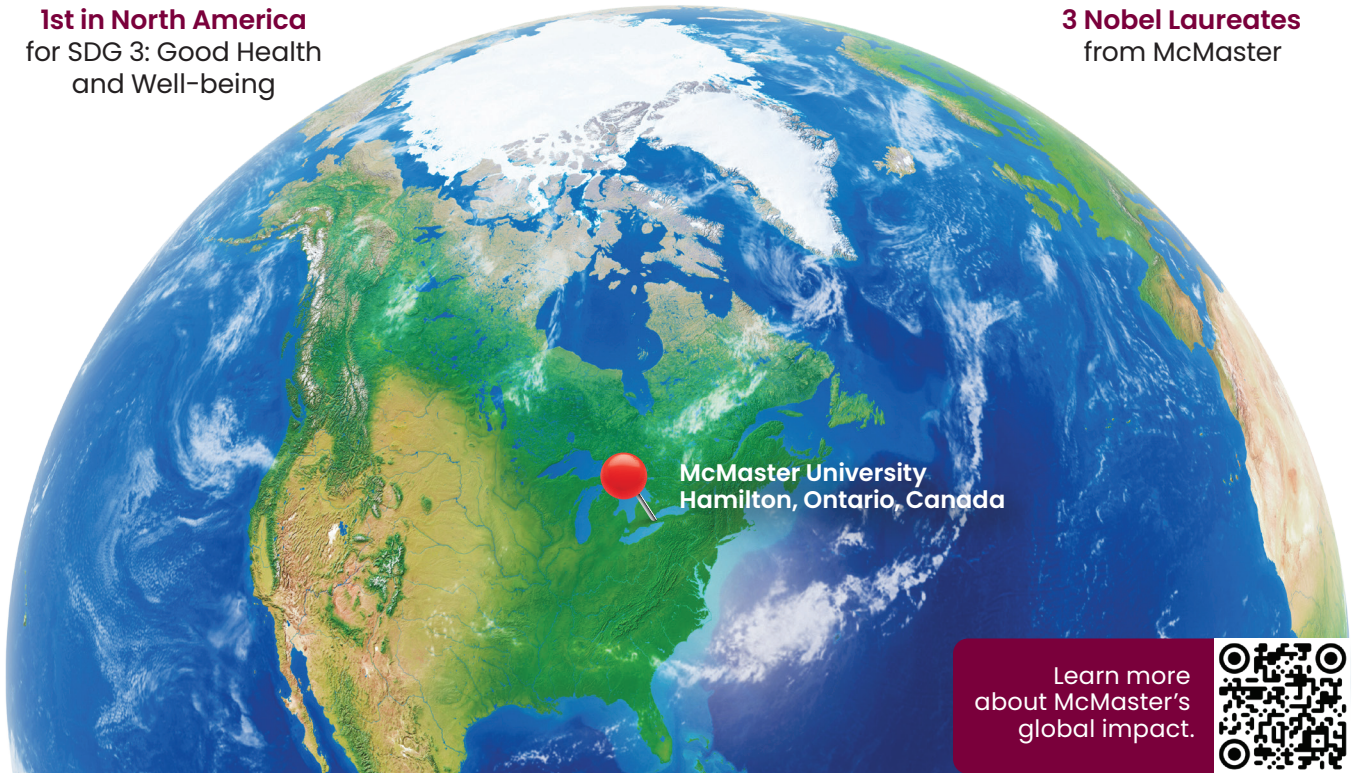 1st in North America
for SDG 3: Good Health
and Well-being
3 Nobel Laureates
from McMaster
McMaster University
Hamilton, Ontario, Canada
Learn more
about McMaster’s
global impact.